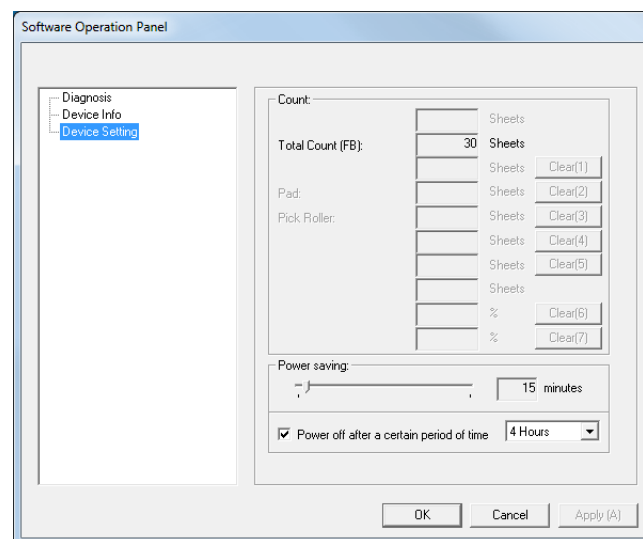 Software Operation Panel
Diagnosis
Device Info
Device Setting
Count:
Sheets
Total Count (FB): 30 Sheets
Sheets Clear(1)
Pad: Sheets Clear(2)
Pick Roller: Sheets Clear(3)
Sheets Clear(4)
Sheets Clear(5)
Sheets
% Clear(6)
% Clear(7)
Power saving:
15 minutes
Power off after a certain period of time 4 Hours
OK Cancel Apply (A)